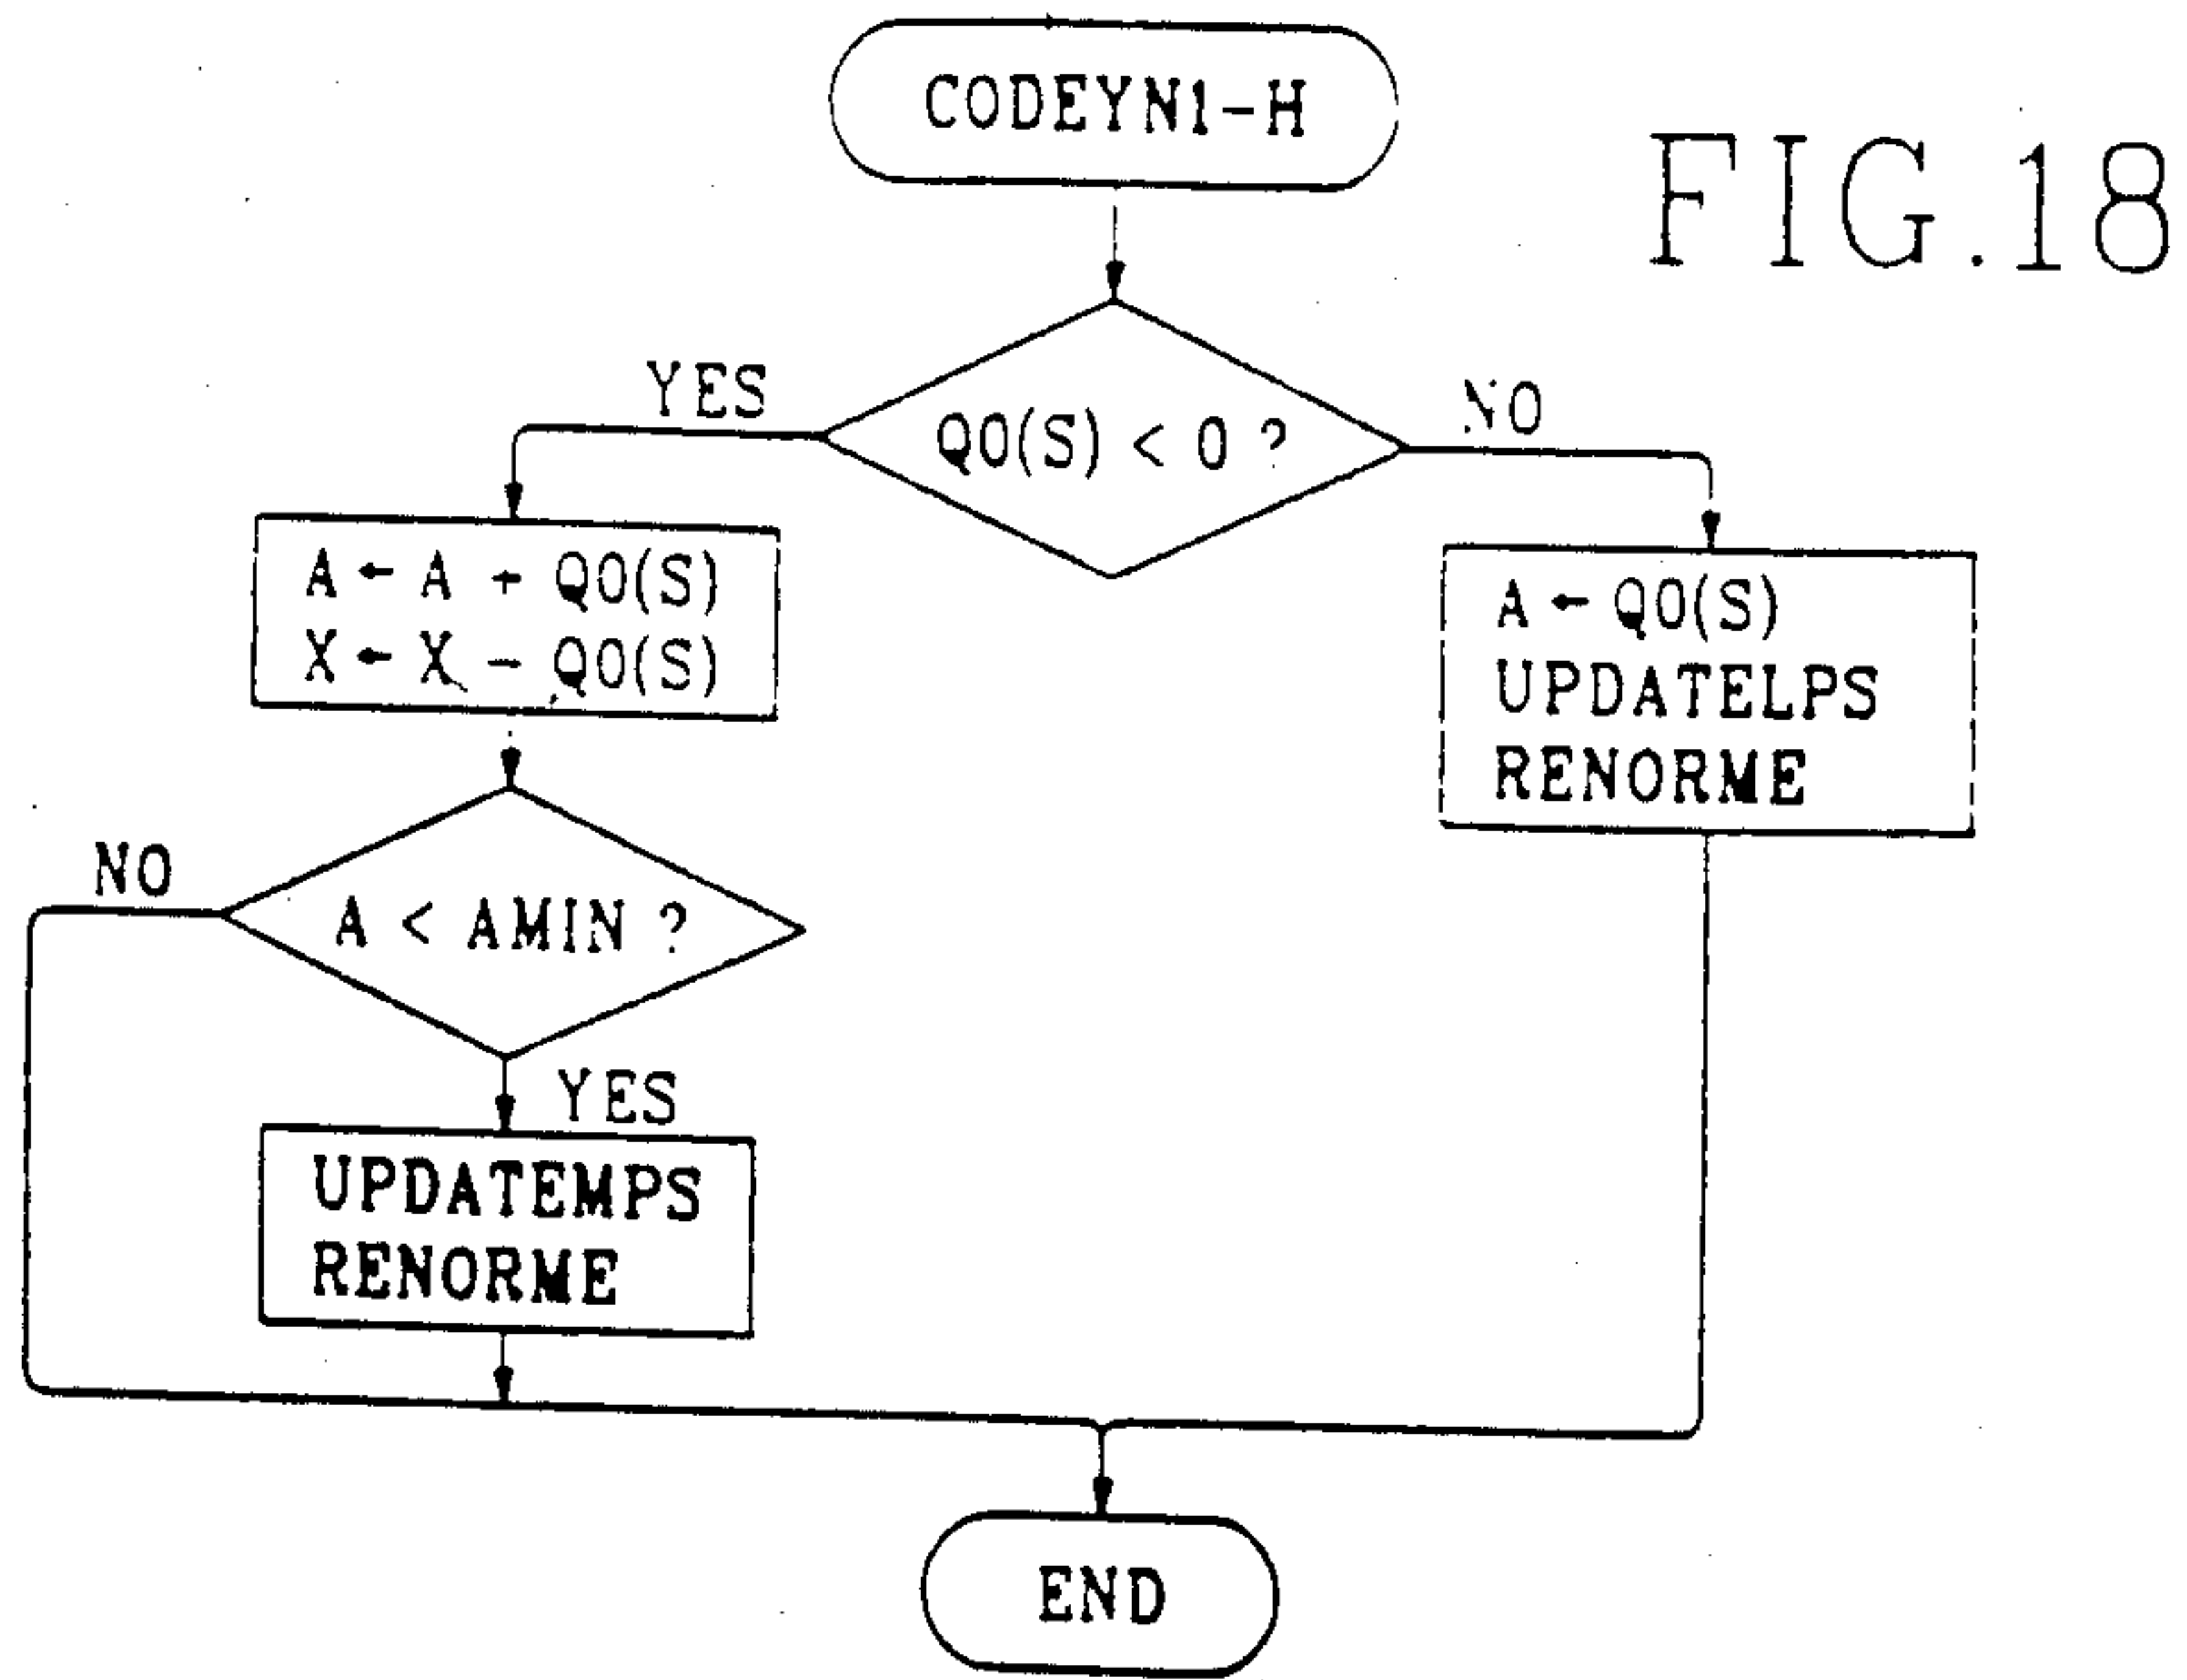 CODEYN1-H
FIG.18
YES
Q0(S) < 0 ?
NO
A ← A + Q0(S)
X ← X - Q0(S)
A ← Q0(S)
UPDATELPS
RENORME
NO
A < AMIN ?
YES
UPDATEMPS
RENORME
END